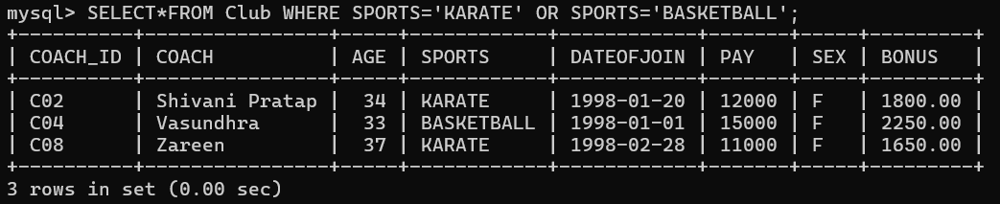 mysql> SELECT*FROM Club WHERE SPORTS='KARATE' OR SPORTS='BASKETBALL';
+----------+----------------+-----+------------+------------+-------+-----+---------+
| COACH_ID | COACH          | AGE | SPORTS     | DATEOFJOIN | PAY   | SEX | BONUS   |
+----------+----------------+-----+------------+------------+-------+-----+---------+
| C02      | Shivani Pratap |  34 | KARATE     | 1998-01-20 | 12000 | F   | 1800.00 |
| C04      | Vasundhra      |  33 | BASKETBALL | 1998-01-01 | 15000 | F   | 2250.00 |
| C08      | Zareen         |  37 | KARATE     | 1998-02-28 | 11000 | F   | 1650.00 |
+----------+----------------+-----+------------+------------+-------+-----+---------+
3 rows in set (0.00 sec)